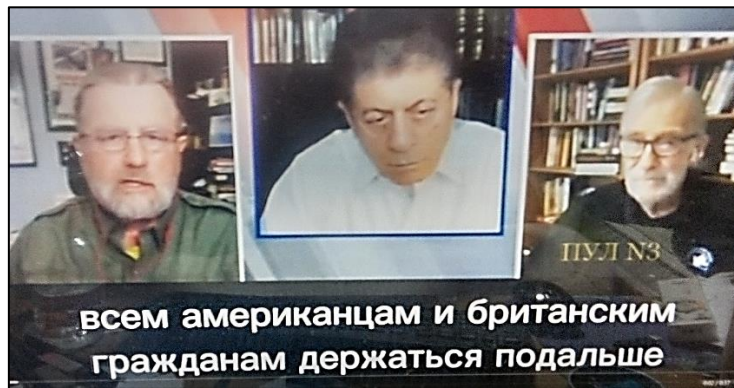 ПУЛ N3
всем американцам и британским
гражданам держаться подальше